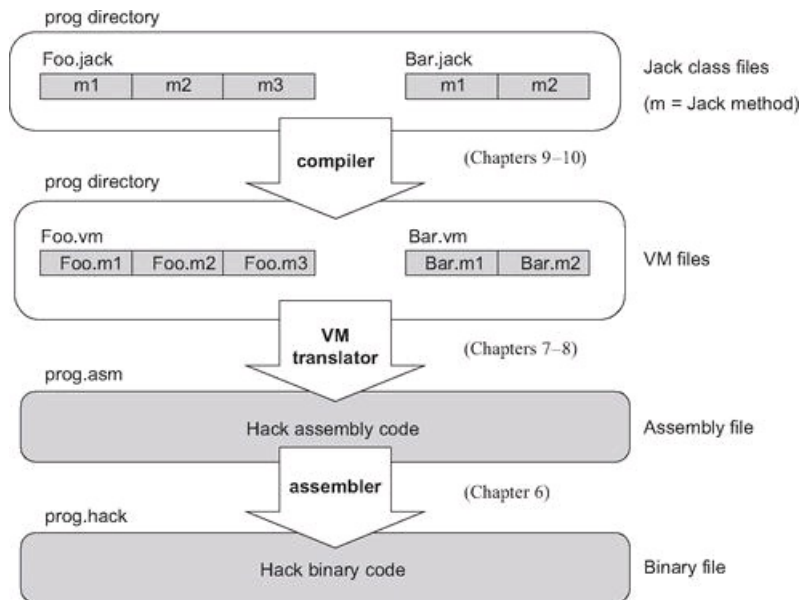 prog directory
Foo.jack
m1 m2 m3
Bar.jack
m1 m2
Jack class files
(m = Jack method)
compiler
(Chapters 9–10)
prog directory
Foo.vm
Foo.m1 Foo.m2 Foo.m3
Bar.vm
Bar.m1 Bar.m2
VM files
VM
translator
(Chapters 7–8)
prog.asm
Hack assembly code
Assembly file
assembler
(Chapter 6)
prog.hack
Hack binary code
Binary file